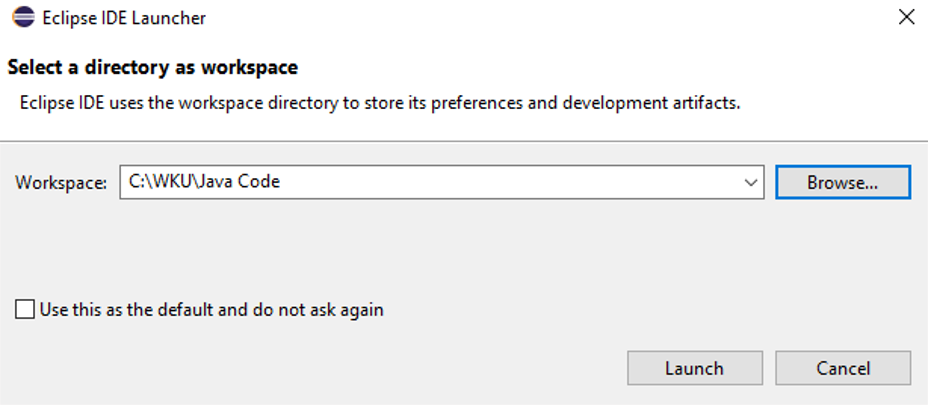 Eclipse IDE Launcher
Select a directory as workspace
Eclipse IDE uses the workspace directory to store its preferences and development artifacts.
Workspace: C:\WKU\Java Code Browse...
Use this as the default and do not ask again
Launch Cancel